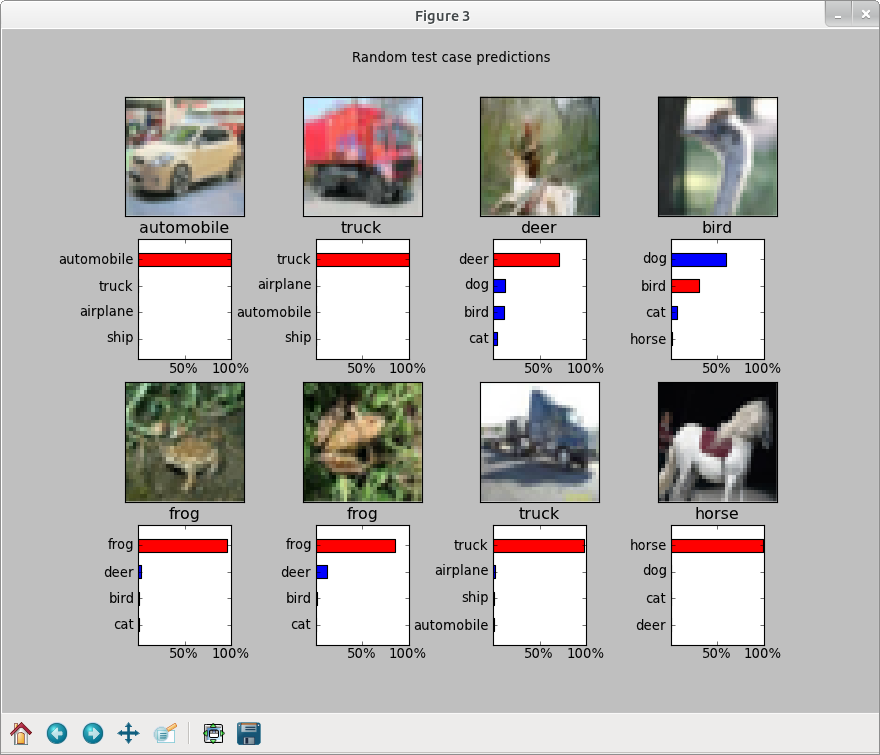 Figure 3
Random test case predictions
automobile
truck
deer
bird
automobile
truck
airplane
ship
50% 100%
truck
airplane
automobile
ship
50% 100%
deer
dog
bird
cat
50% 100%
dog
bird
cat
horse
50% 100%
frog
frog
truck
horse
frog
deer
bird
cat
50% 100%
frog
deer
bird
cat
50% 100%
truck
airplane
ship
automobile
50% 100%
horse
dog
cat
deer
50% 100%